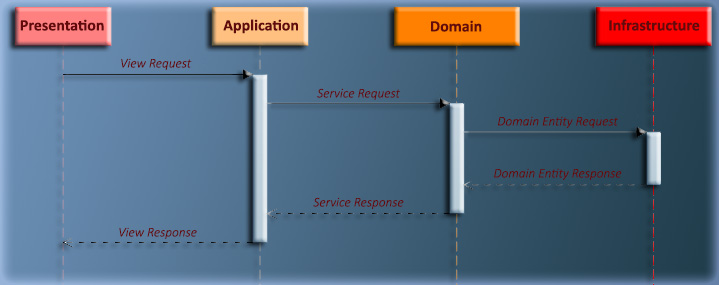 Presentation
Application
Domain
Infrastructure
View Request
Service Request
Domain Entity Request
Domain Entity Response
Service Response
View Response